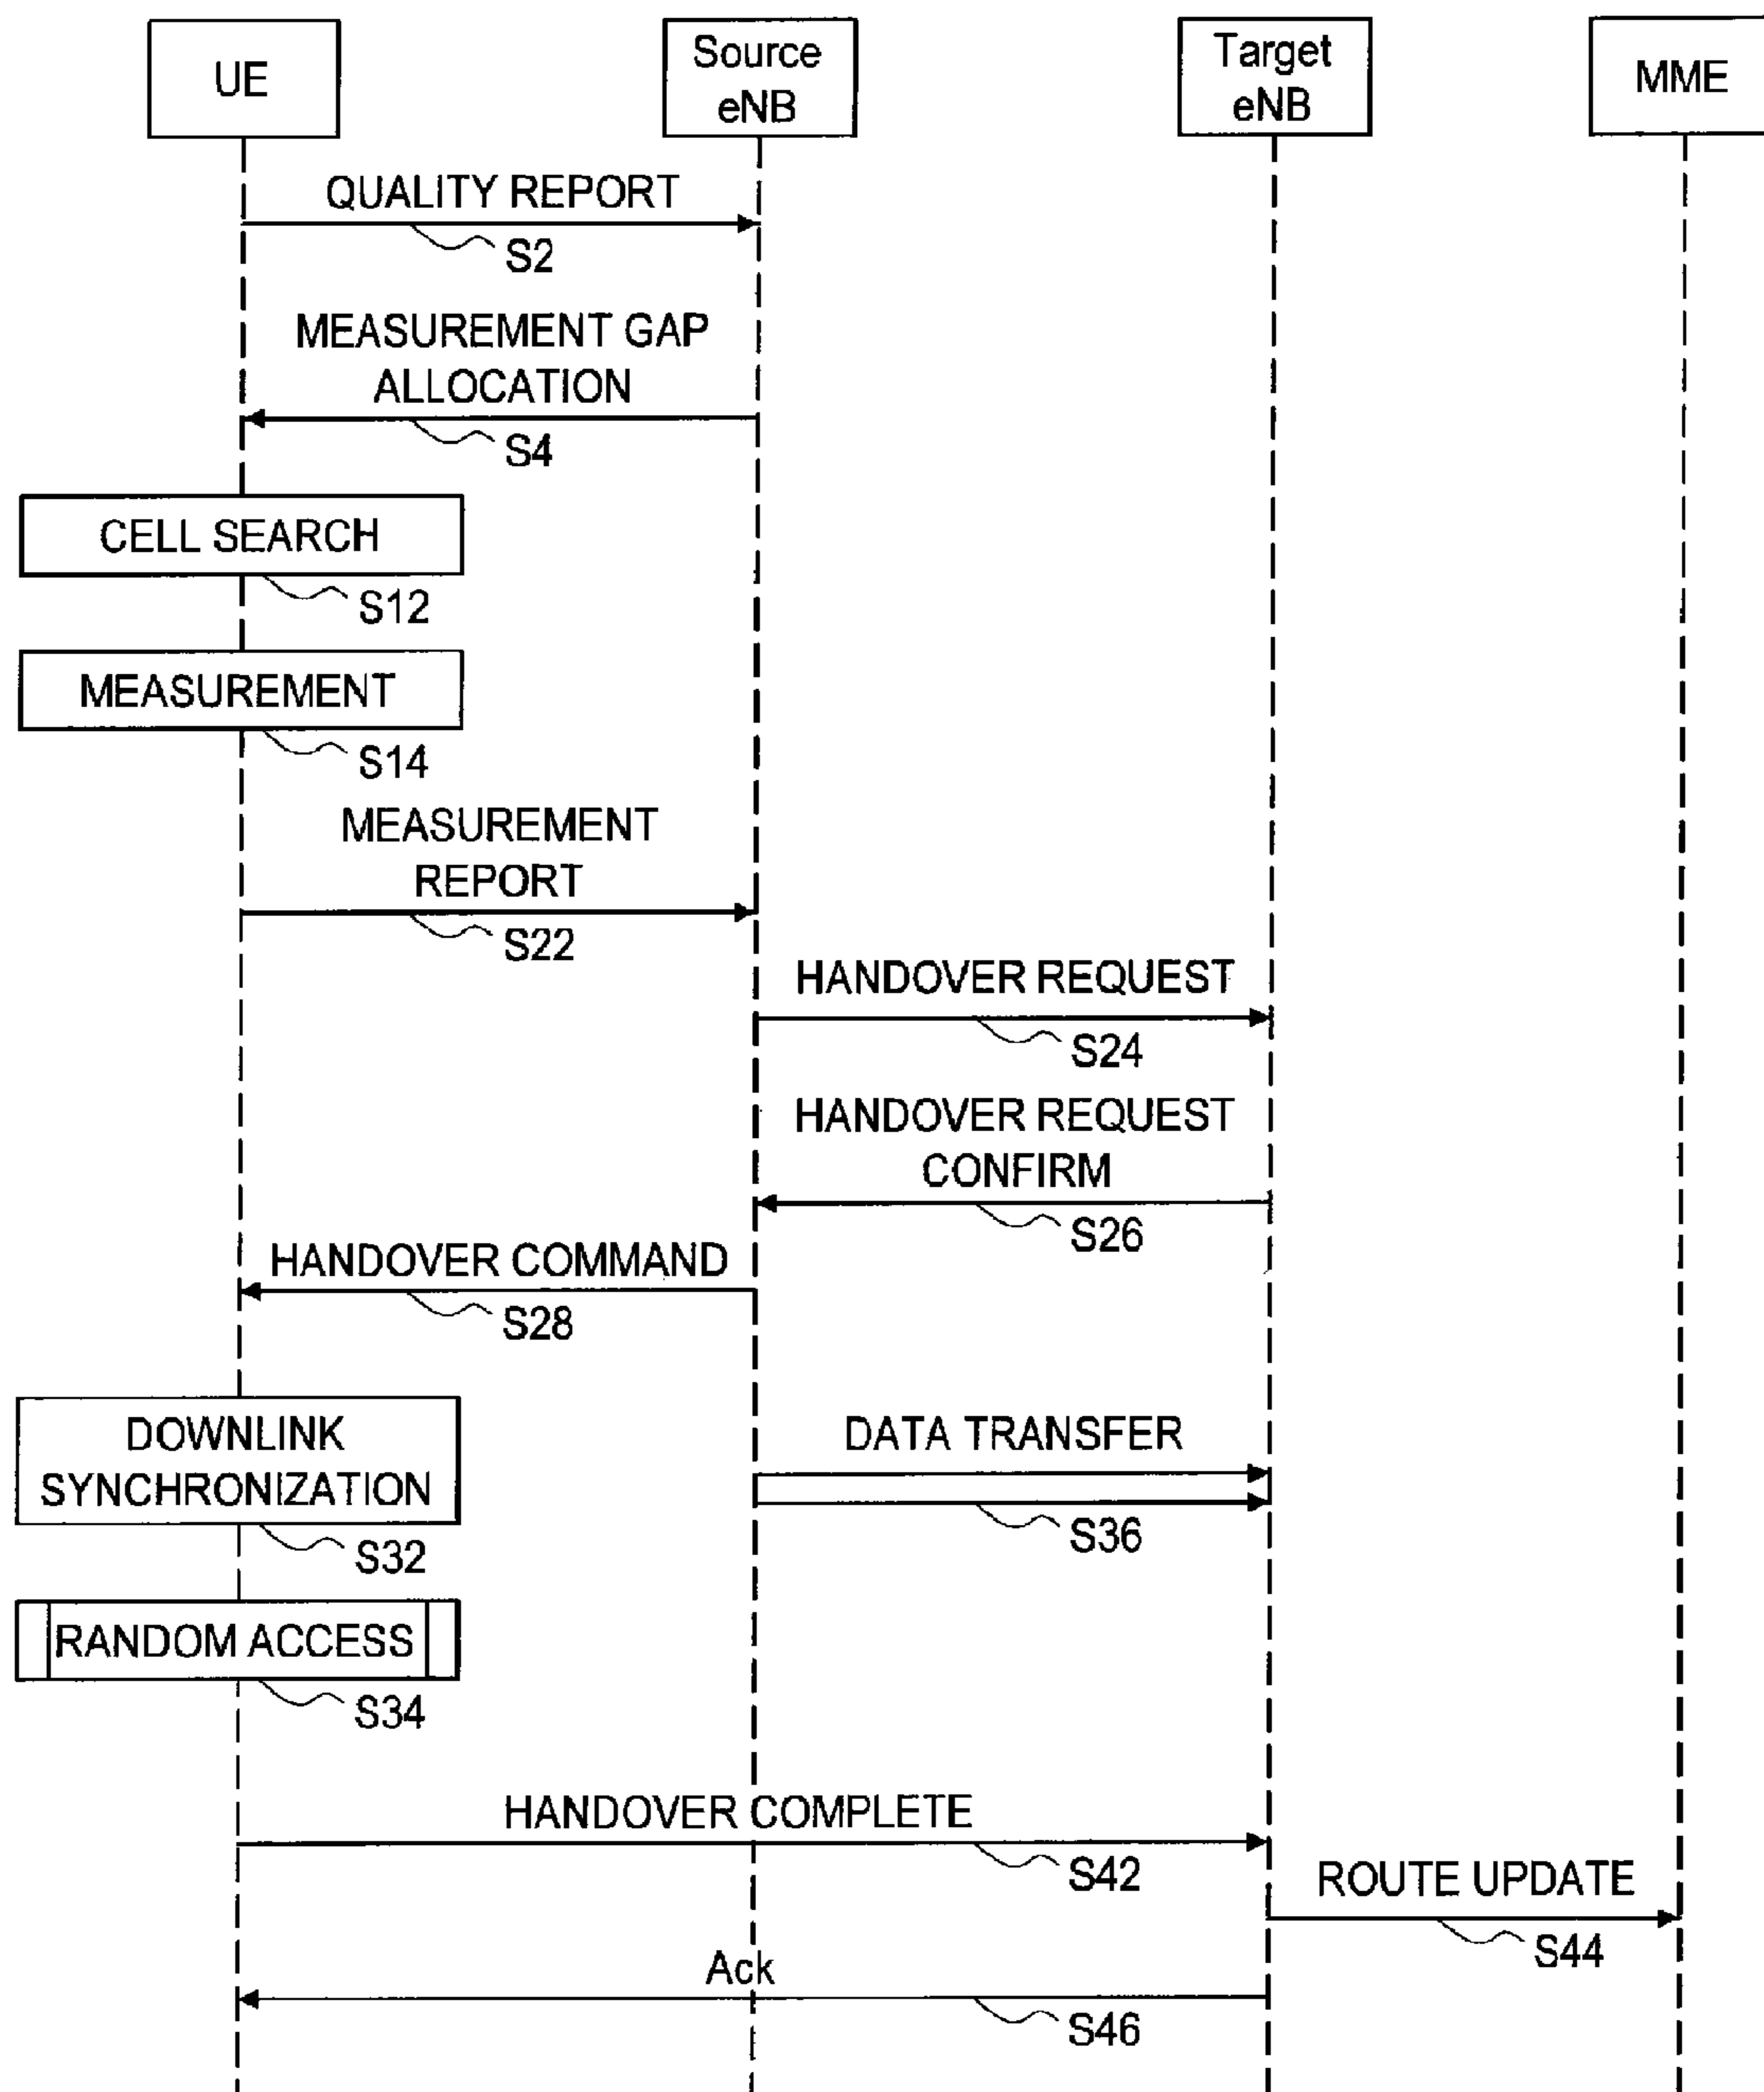 UE
Source
eNB
Target
eNB
MME
QUALITY REPORT
S2
MEASUREMENT GAP
ALLOCATION
S4
CELL SEARCH
S12
MEASUREMENT
S14
MEASUREMENT
REPORT
S22
HANDOVER REQUEST
S24
HANDOVER REQUEST
CONFIRM
S26
HANDOVER COMMAND
S28
DOWNLINK
SYNCHRONIZATION
S32
DATA TRANSFER
S36
RANDOM ACCESS
S34
HANDOVER COMPLETE
S42
ROUTE UPDATE
S44
Ack
S46